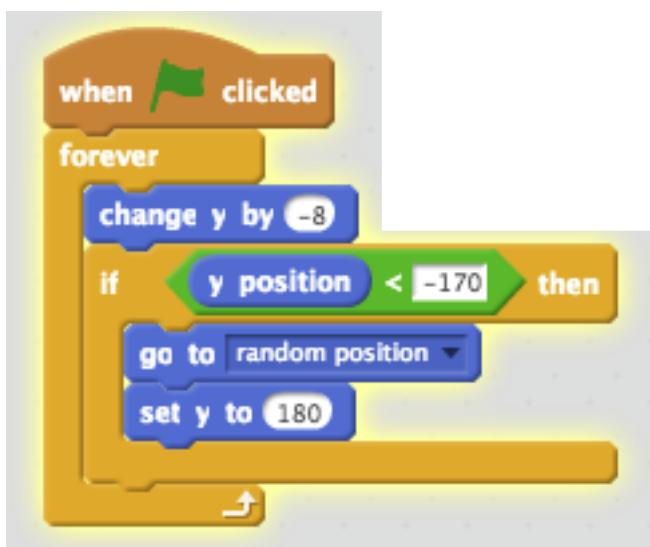 when clicked
forever
change y by -8
if y position < -170 then
go to random position
set y to 180